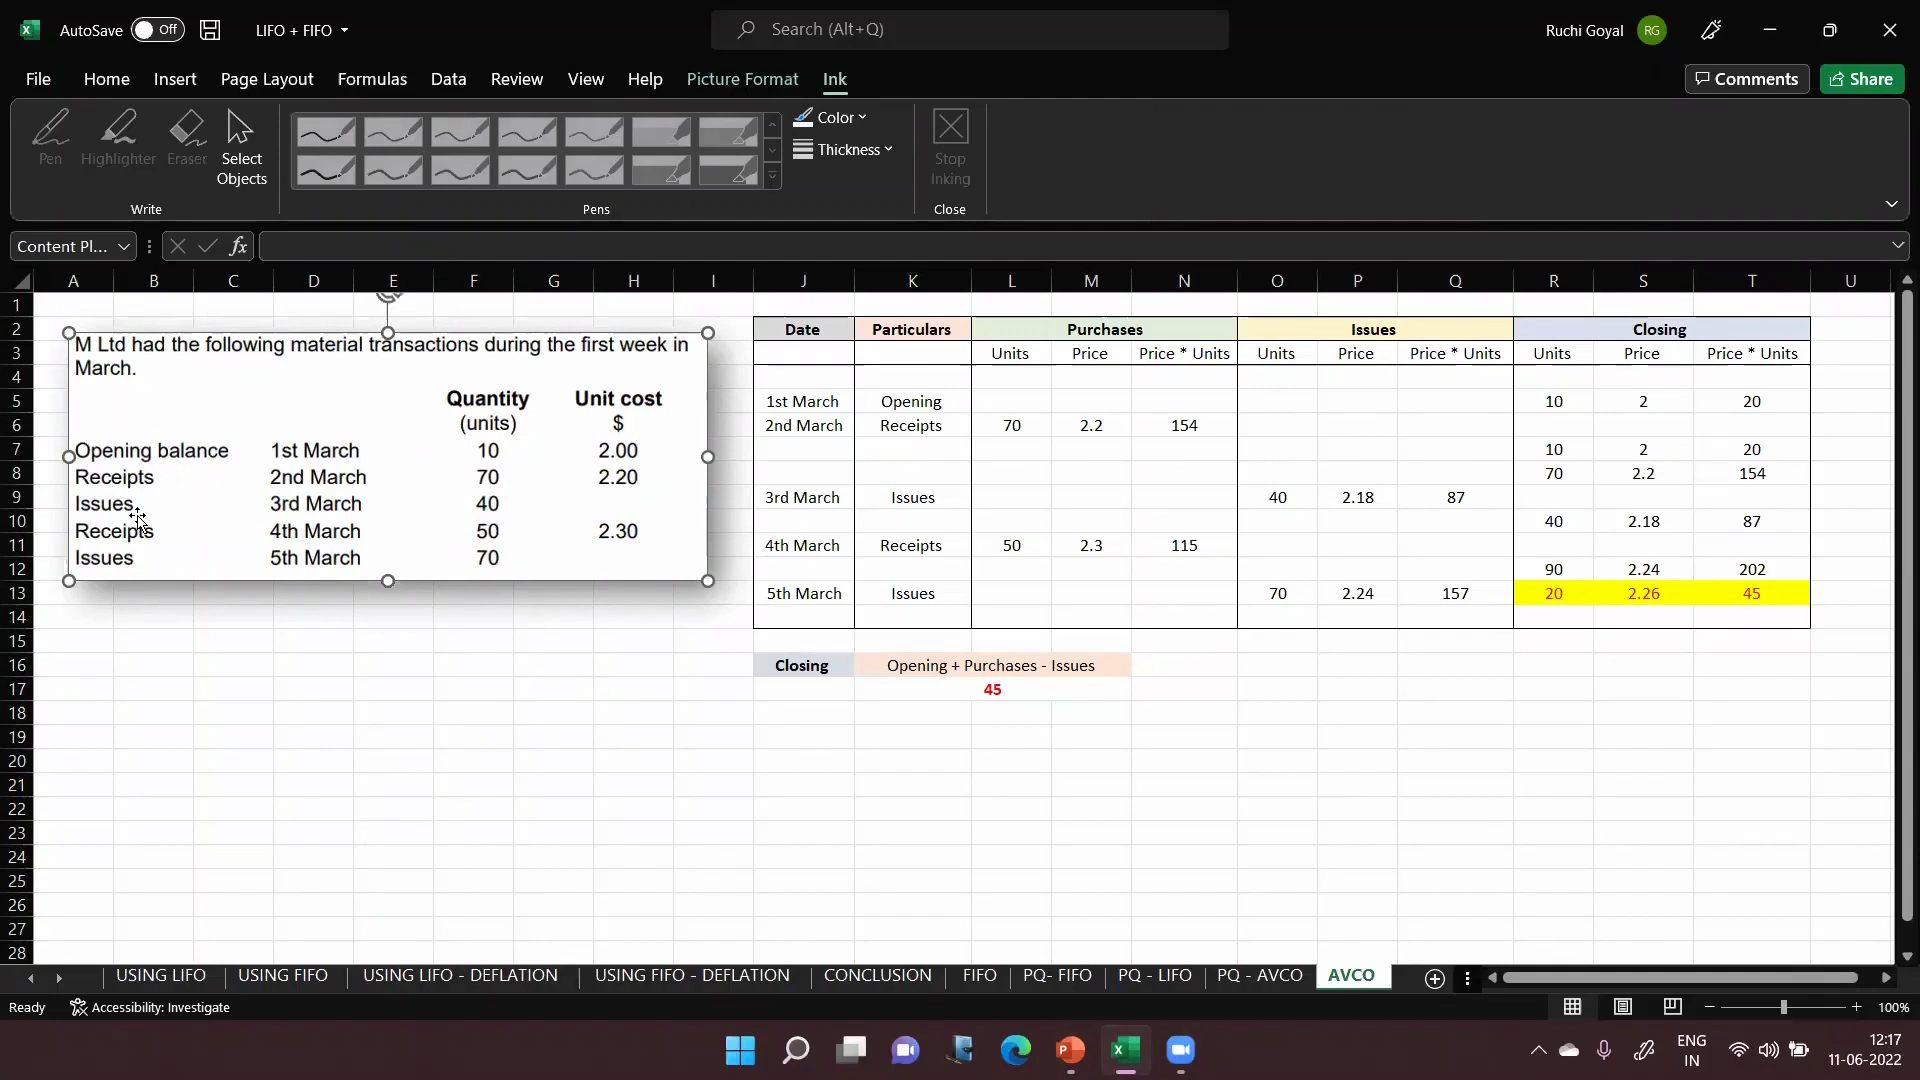 AutoSave Off LIFO + FIFO Search (Alt+Q) Ruchi Goyal RG
File Home Insert Page Layout Formulas Data Review View Help Picture Format Ink Comments Share
Pen Highlighter Eraser Select Objects Color Thickness Stop Inking
Write Pens Close
Content Pl... fx
A B C D E F G H I J K L M N O P Q R S T U
1
2 Date Particulars Purchases Issues Closing
3 Units Price Price * Units Units Price Price * Units Units Price Price * Units
4
5 1st March Opening 10 2 20
6 2nd March Receipts 70 2.2 154
7 10 2 20
8 70 2.2 154
9 3rd March Issues 40 2.18 87
10 40 2.18 87
11 4th March Receipts 50 2.3 115
12 90 2.24 202
13 5th March Issues 70 2.24 157 20 2.26 45
14
15
16 Closing Opening + Purchases - Issues
17 45
18
19
20
21
22
23
24
25
26
27
28
M Ltd had the following material transactions during the first week in
March.
Quantity Unit cost
(units) $
Opening balance 1st March 10 2.00
Receipts 2nd March 70 2.20
Issues 3rd March 40
Receipts 4th March 50 2.30
Issues 5th March 70
USING LIFO USING FIFO USING LIFO - DEFLATION USING FIFO - DEFLATION CONCLUSION FIFO PQ- FIFO PQ - LIFO PQ - AVCO AVCO
Ready Accessibility: Investigate 100%
ENG 12:17
IN 11-06-2022